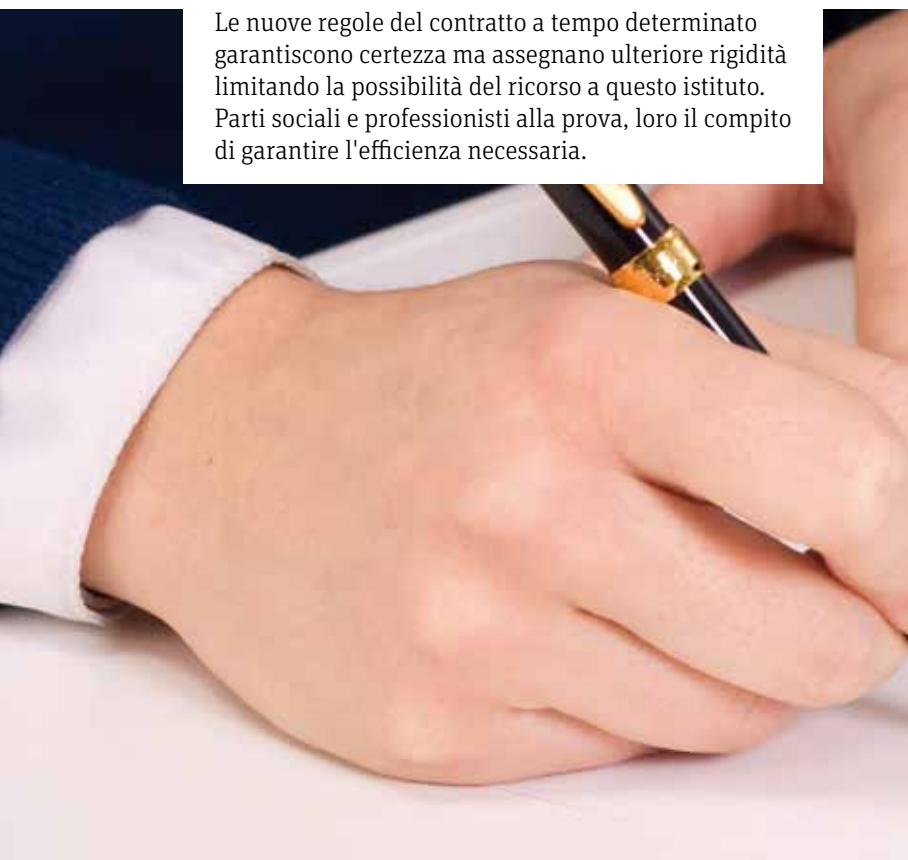 Le nuove regole del contratto a tempo determinato
garantiscono certezza ma assegnano ulteriore rigidità
limitando la possibilità del ricorso a questo istituto.
Parti sociali e professionisti alla prova, loro il compito
di garantire l'efficienza necessaria.